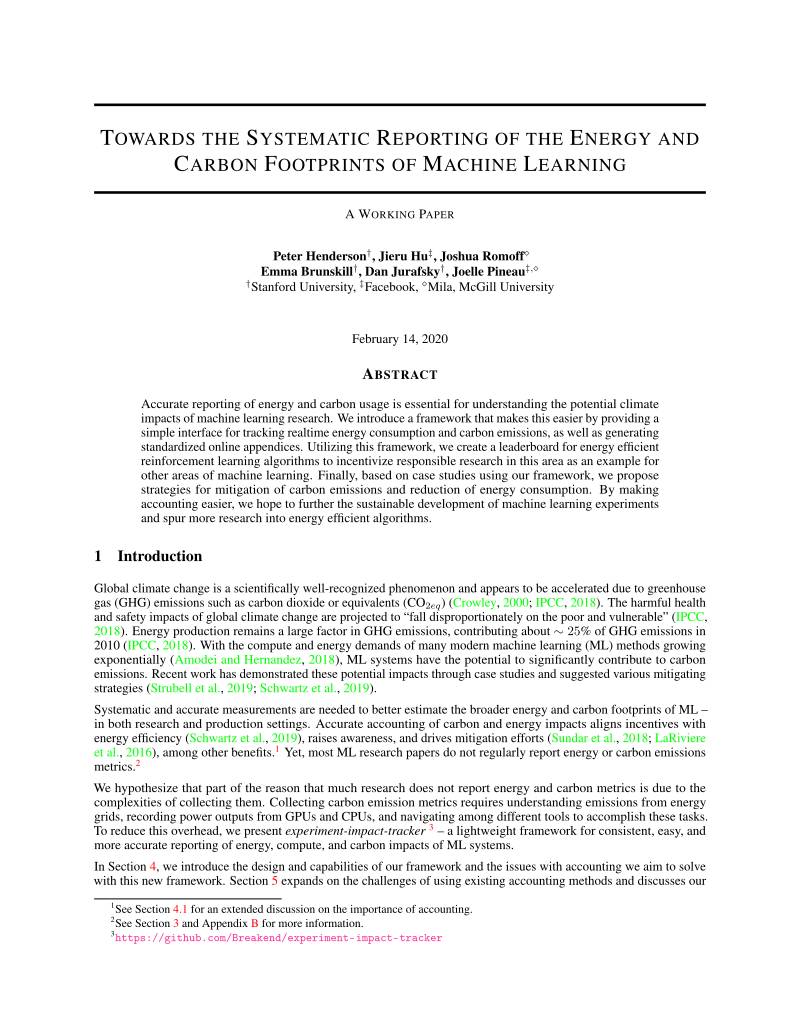 TOWARDS THE SYSTEMATIC REPORTING OF THE ENERGY AND
CARBON FOOTPRINTS OF MACHINE LEARNING
A WORKING PAPER
Peter Henderson†, Jieru Hu‡, Joshua Romoff◇
Emma Brunskill†, Dan Jurafsky†, Joelle Pineau‡,◇
†Stanford University, ‡Facebook, ◇Mila, McGill University
February 14, 2020
ABSTRACT
Accurate reporting of energy and carbon usage is essential for understanding the potential climate
impacts of machine learning research. We introduce a framework that makes this easier by providing a
simple interface for tracking realtime energy consumption and carbon emissions, as well as generating
standardized online appendices. Utilizing this framework, we create a leaderboard for energy efficient
reinforcement learning algorithms to incentivize responsible research in this area as an example for
other areas of machine learning. Finally, based on case studies using our framework, we propose
strategies for mitigation of carbon emissions and reduction of energy consumption. By making
accounting easier, we hope to further the sustainable development of machine learning experiments
and spur more research into energy efficient algorithms.
1 Introduction
Global climate change is a scientifically well-recognized phenomenon and appears to be accelerated due to greenhouse
gas (GHG) emissions such as carbon dioxide or equivalents (CO2eq) (Crowley, 2000; IPCC, 2018). The harmful health
and safety impacts of global climate change are projected to “fall disproportionately on the poor and vulnerable” (IPCC,
2018). Energy production remains a large factor in GHG emissions, contributing about ∼ 25% of GHG emissions in
2010 (IPCC, 2018). With the compute and energy demands of many modern machine learning (ML) methods growing
exponentially (Amodei and Hernandez, 2018), ML systems have the potential to significantly contribute to carbon
emissions. Recent work has demonstrated these potential impacts through case studies and suggested various mitigating
strategies (Strubell et al., 2019; Schwartz et al., 2019).
Systematic and accurate measurements are needed to better estimate the broader energy and carbon footprints of ML –
in both research and production settings. Accurate accounting of carbon and energy impacts aligns incentives with
energy efficiency (Schwartz et al., 2019), raises awareness, and drives mitigation efforts (Sundar et al., 2018; LaRiviere
et al., 2016), among other benefits.1 Yet, most ML research papers do not regularly report energy or carbon emissions
metrics.2
We hypothesize that part of the reason that much research does not report energy and carbon metrics is due to the
complexities of collecting them. Collecting carbon emission metrics requires understanding emissions from energy
grids, recording power outputs from GPUs and CPUs, and navigating among different tools to accomplish these tasks.
To reduce this overhead, we present experiment-impact-tracker 3 – a lightweight framework for consistent, easy, and
more accurate reporting of energy, compute, and carbon impacts of ML systems.
In Section 4, we introduce the design and capabilities of our framework and the issues with accounting we aim to solve
with this new framework. Section 5 expands on the challenges of using existing accounting methods and discusses our
1See Section 4.1 for an extended discussion on the importance of accounting.
2See Section 3 and Appendix B for more information.
3https://github.com/Breakend/experiment-impact-tracker